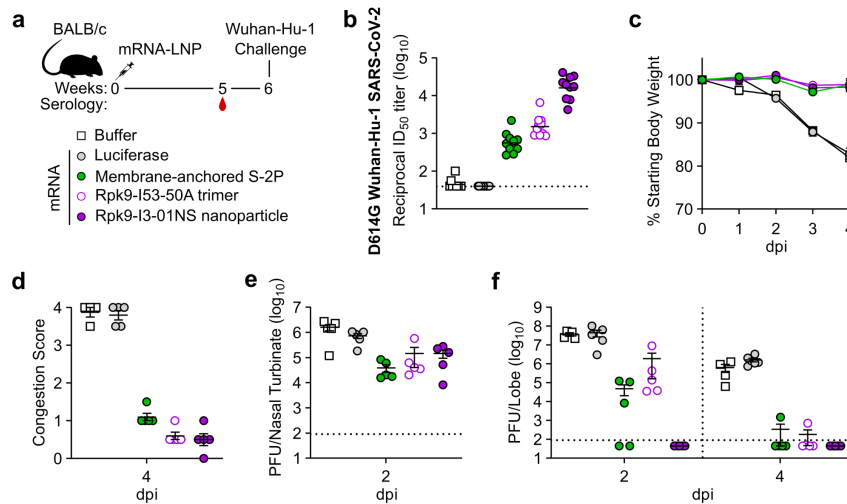 a
BALB/c
mRNA-LNP
Wuhan-Hu-1
Challenge
Weeks: 0 5 6
Serology:
Buffer
Luciferase
Membrane-anchored S-2P
Rpk9-I53-50A trimer
Rpk9-I3-01NS nanoparticle
mRNA
b
D614G Wuhan-Hu-1 SARS-CoV-2
Reciprocal ID50 titer (log10)
5
4
3
2
1
c
% Starting Body Weight
100
90
80
70
0 1 2 3 4
dpi
d
Congestion Score
4
3
2
1
0
4
dpi
e
PFU/Nasal Turbinate (log10)
7
6
5
4
3
2
1
2
dpi
f
PFU/Lobe (log10)
9
8
7
6
5
4
3
2
1
2 4
dpi